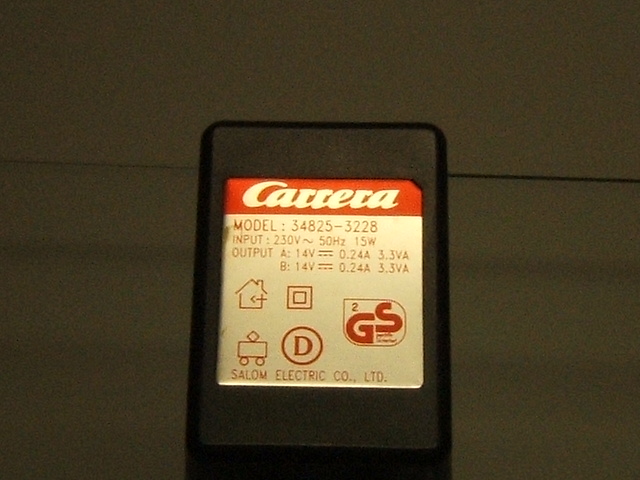 Carrera
MODEL: 34825-3228
INPUT: 230V~ 50Hz 15W
OUTPUT A: 14V⎓ 0.24A 3.3VA
B: 14V⎓ 0.24A 3.3VA
2
GS
D
SALOM ELECTRIC CO., LTD.